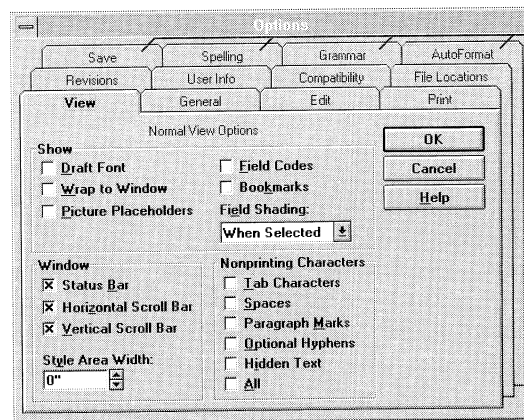 Options
Save Spelling Grammar AutoFormat
Revisions User Info Compatibility File Locations
View General Edit Print
Normal View Options
Show
Draft Font
Wrap to Window
Picture Placeholders
Field Codes
Bookmarks
Field Shading:
When Selected
Window
Status Bar
Horizontal Scroll Bar
Vertical Scroll Bar
Style Area Width:
0"
Nonprinting Characters
Tab Characters
Spaces
Paragraph Marks
Optional Hyphens
Hidden Text
All
OK
Cancel
Help